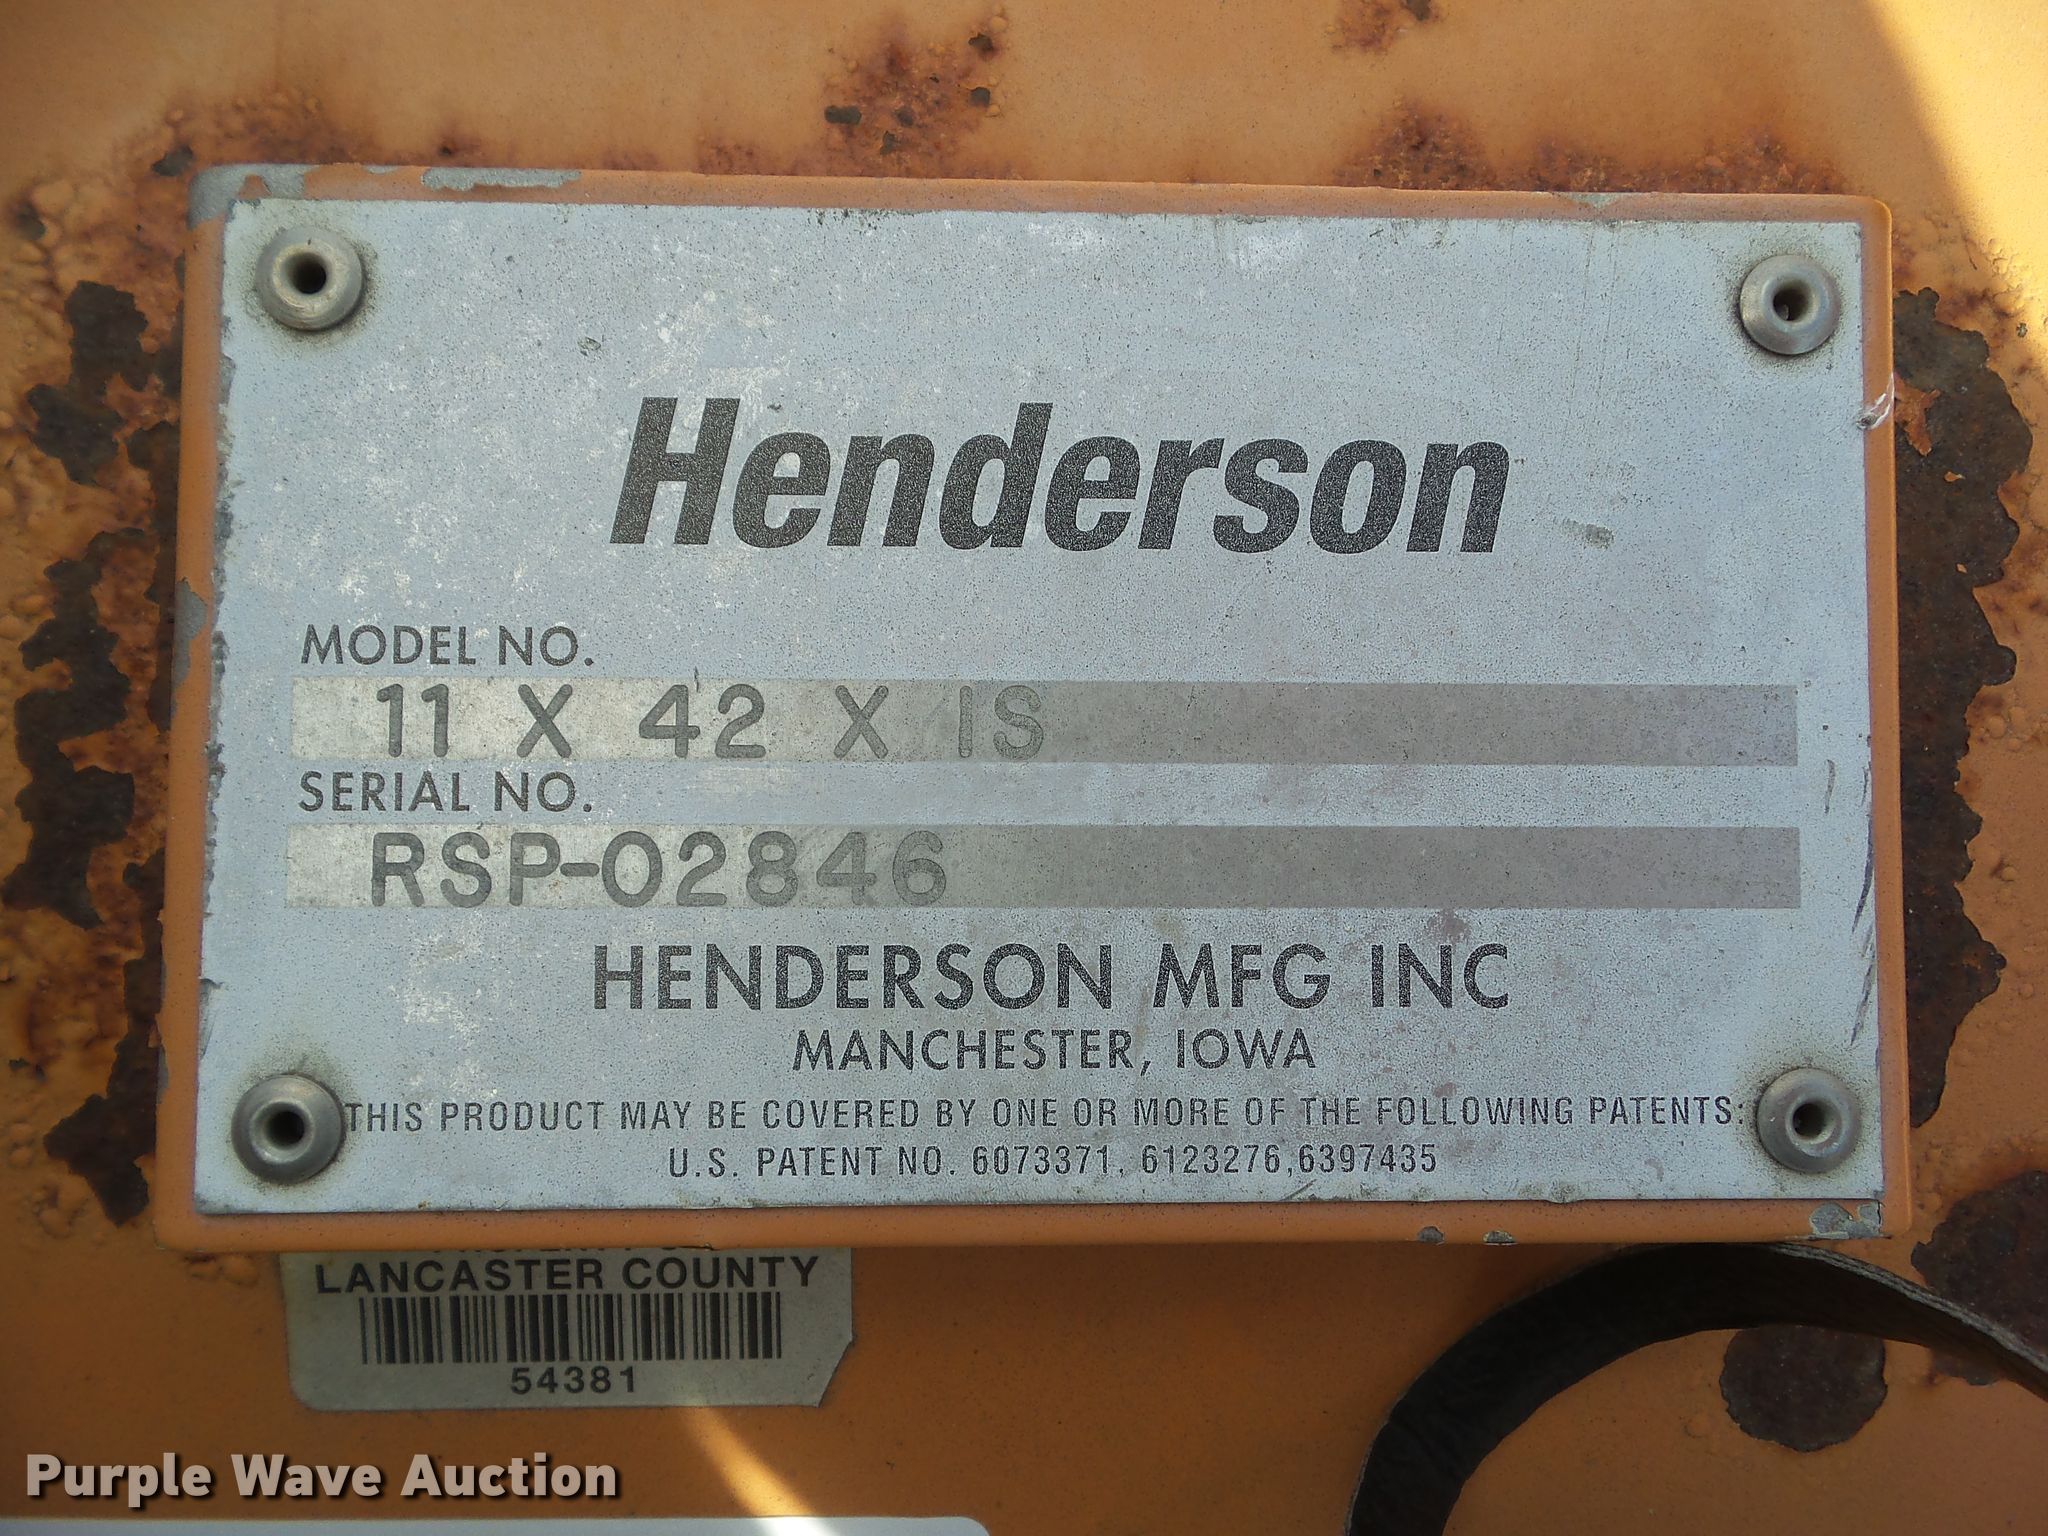 Henderson
MODEL NO.
11 X 42 X IS
SERIAL NO.
RSP-02846
HENDERSON MFG INC
MANCHESTER, IOWA
THIS PRODUCT MAY BE COVERED BY ONE OR MORE OF THE FOLLOWING PATENTS:
U.S. PATENT NO. 6073371, 6123276,6397435
LANCASTER COUNTY
54381
Purple Wave Auction